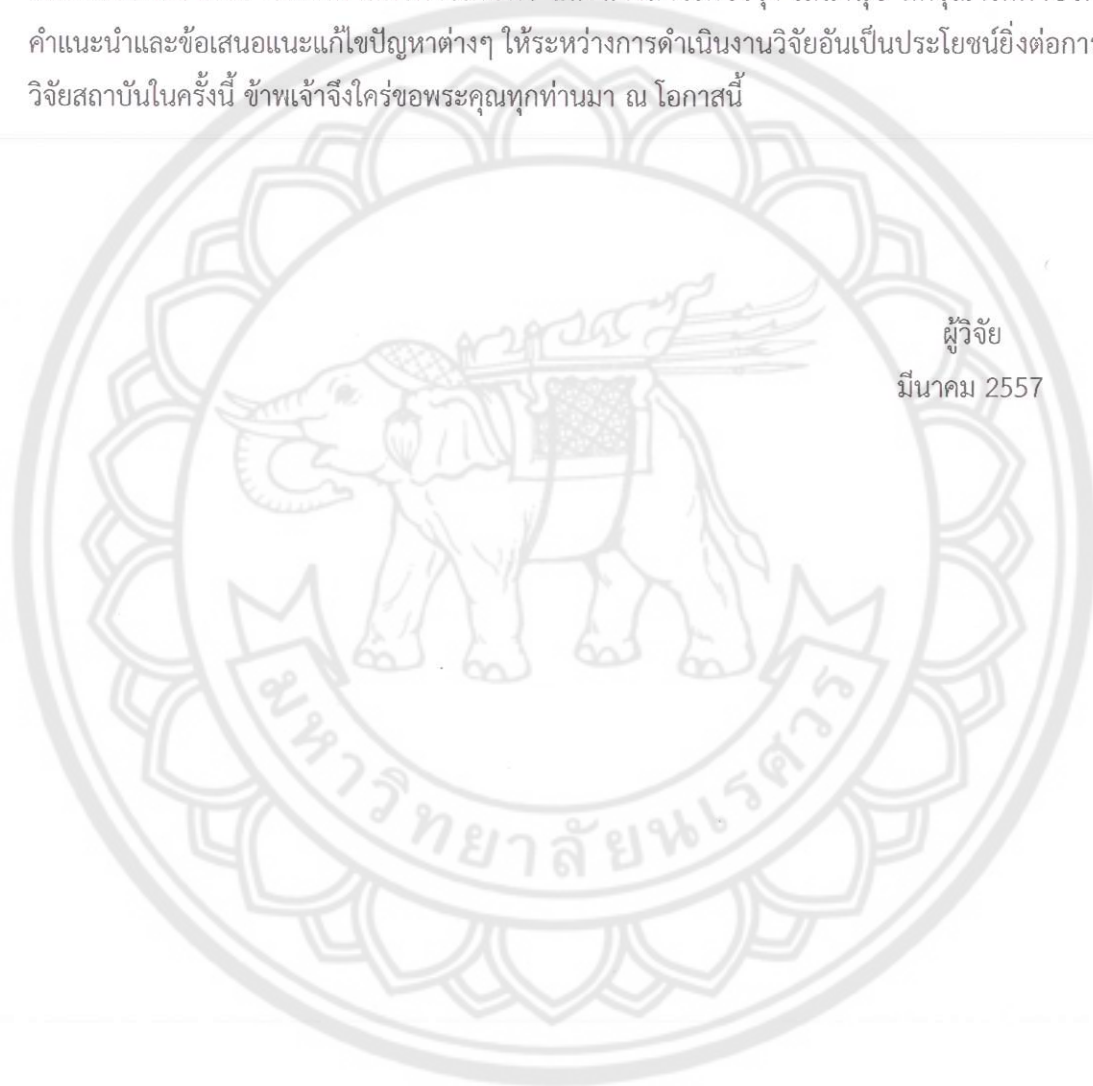 คำแนะนำและข้อเสนอแนะแก้ไขปัญหาต่างๆ ให้ระหว่างการดำเนินงานวิจัยอันเป็นประโยชน์ยิ่งต่อการ
วิจัยสถาบันในครั้งนี้ ข้าพเจ้าจึงใคร่ขอพระคุณทุกท่านมา ณ โอกาสนี้
ผู้วิจัย
มีนาคม 2557
มหาวิทยาลัยนเรศวร